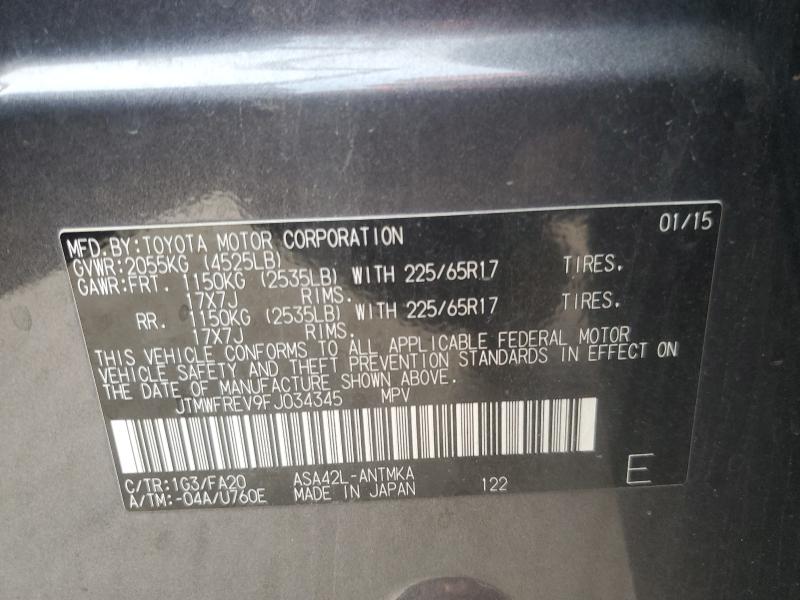 01/15
MFD.BY:TOYOTA MOTOR CORPORATION
GVWR:2055KG (4525LB)
GAWR:FRT. 1150KG (2535LB) WITH 225/65R17 TIRES.
17X7J RIMS.
RR. 1150KG (2535LB) WITH 225/65R17 TIRES.
17X7J RIMS.
THIS VEHICLE CONFORMS TO ALL APPLICABLE FEDERAL MOTOR
VEHICLE SAFETY AND THEFT PREVENTION STANDARDS IN EFFECT ON
THE DATE OF MANUFACTURE SHOWN ABOVE.
JTMWFREV9FJ034345 MPV
C/TR:1G3/FA20 ASA42L-ANTMKA
A/TM:-04A/U760E MADE IN JAPAN 122 E